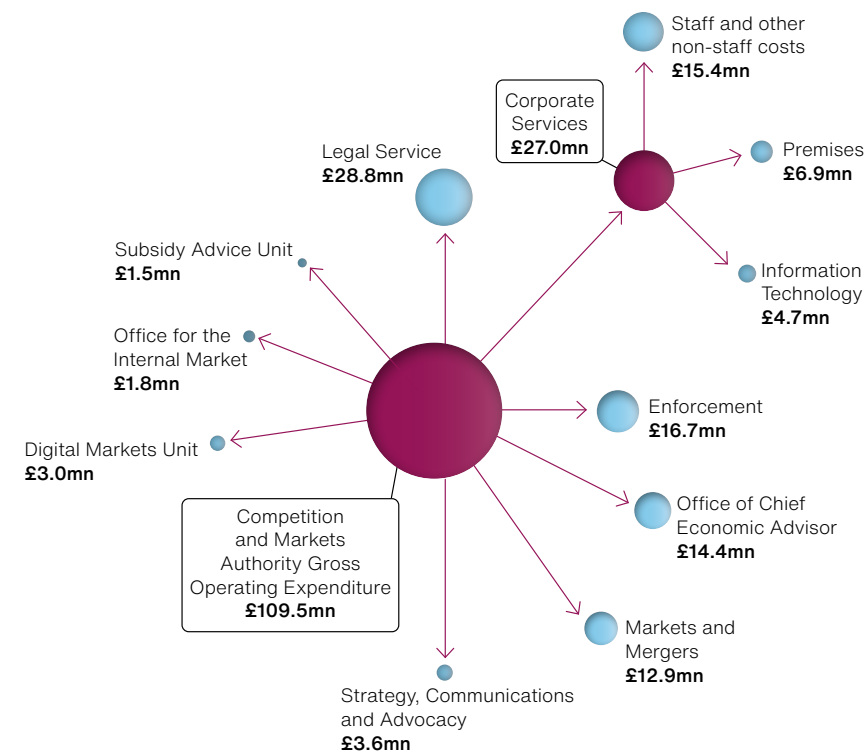 Staff and other
non-staff costs
£15.4mn
Corporate
Services
£27.0mn
Premises
£6.9mn
Legal Service
£28.8mn
Subsidy Advice Unit
£1.5mn
Information
Technology
£4.7mn
Office for the
Internal Market
£1.8mn
Enforcement
£16.7mn
Digital Markets Unit
£3.0mn
Office of Chief
Economic Advisor
£14.4mn
Competition
and Markets
Authority Gross
Operating Expenditure
£109.5mn
Markets and
Mergers
£12.9mn
Strategy, Communications
and Advocacy
£3.6mn